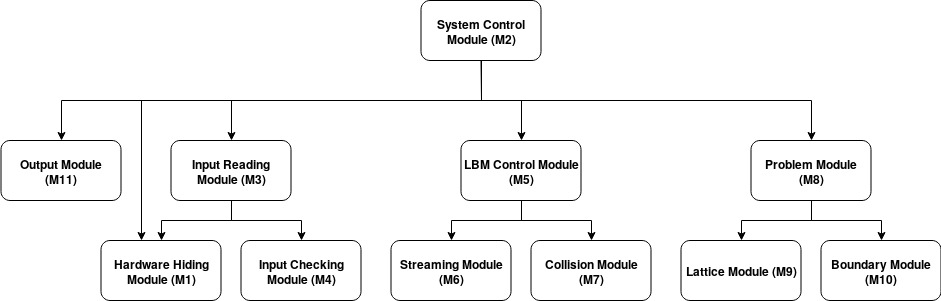 System Control
Module (M2)
Output Module
(M11)
Input Reading
Module (M3)
LBM Control Module
(M5)
Problem Module
(M8)
Hardware Hiding
Module (M1)
Input Checking
Module (M4)
Streaming Module
(M6)
Collision Module
(M7)
Lattice Module (M9)
Boundary Module
(M10)